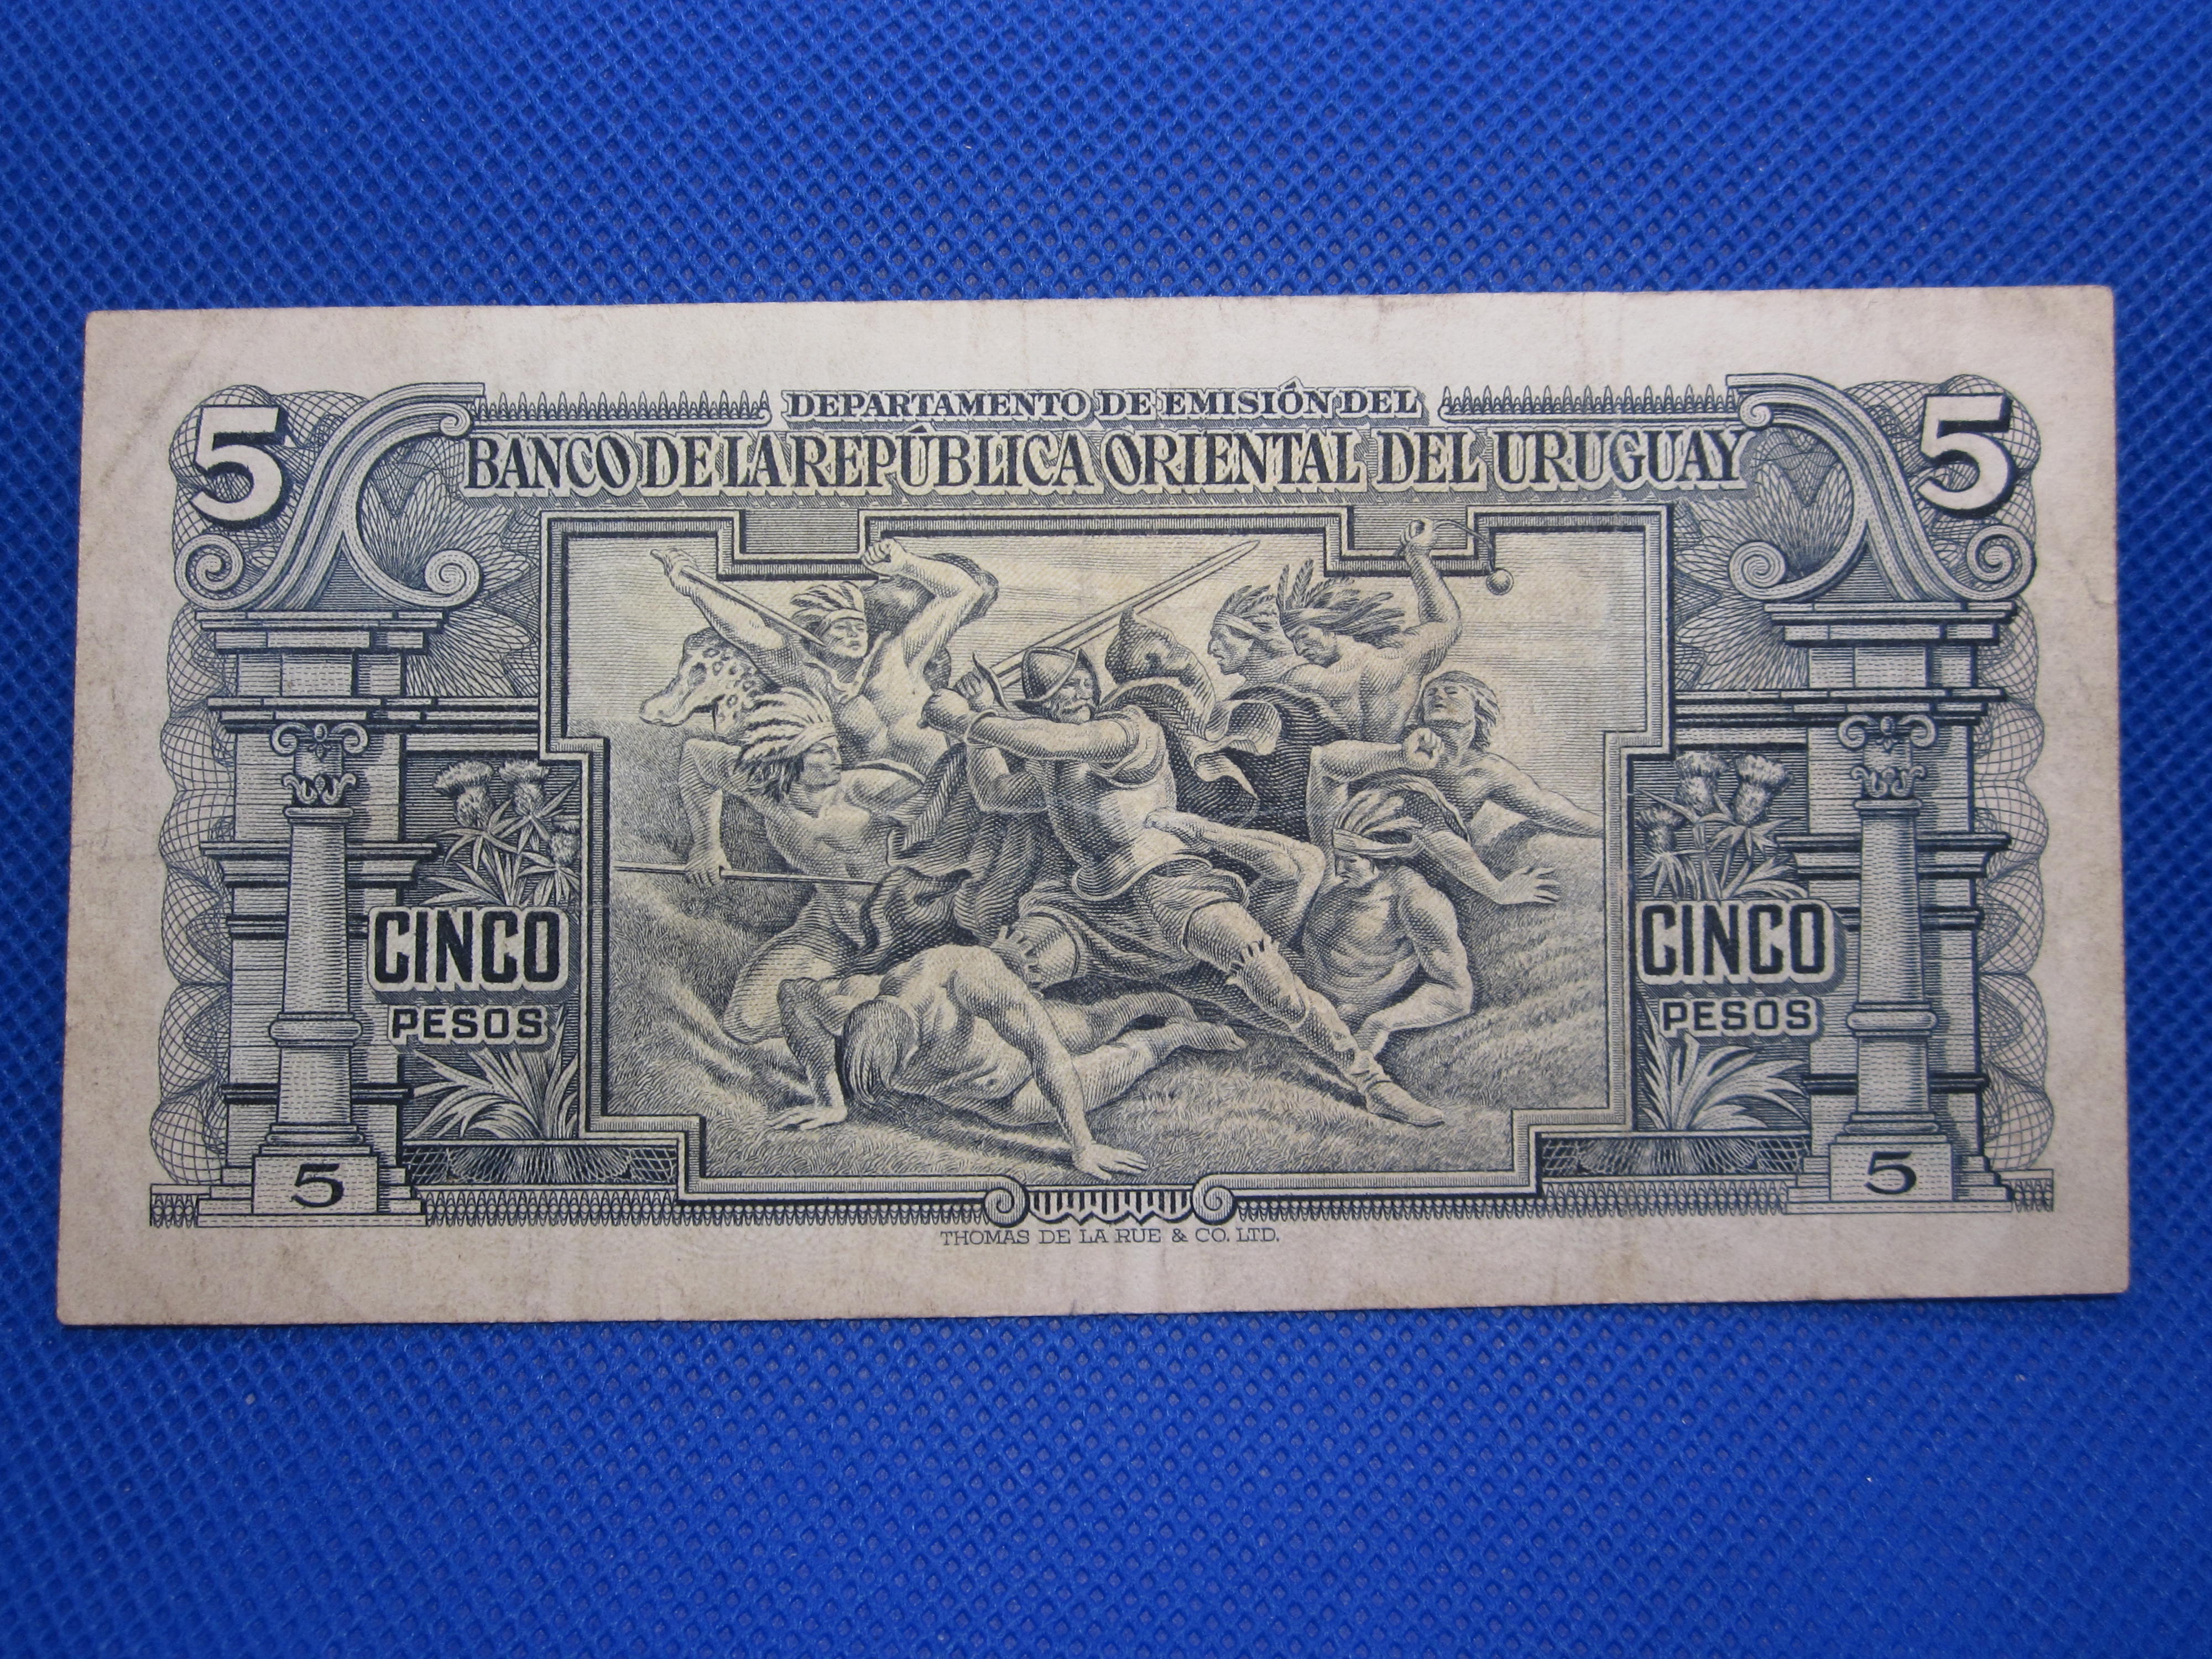 5 DEPARTAMENTO DE EMISIÓN DEL 5
BANCO DE LA REPÚBLICA ORIENTAL DEL URUGUAY
CINCO CINCO
PESOS PESOS
5 5
THOMAS DE LA RUE & CO. LTD.